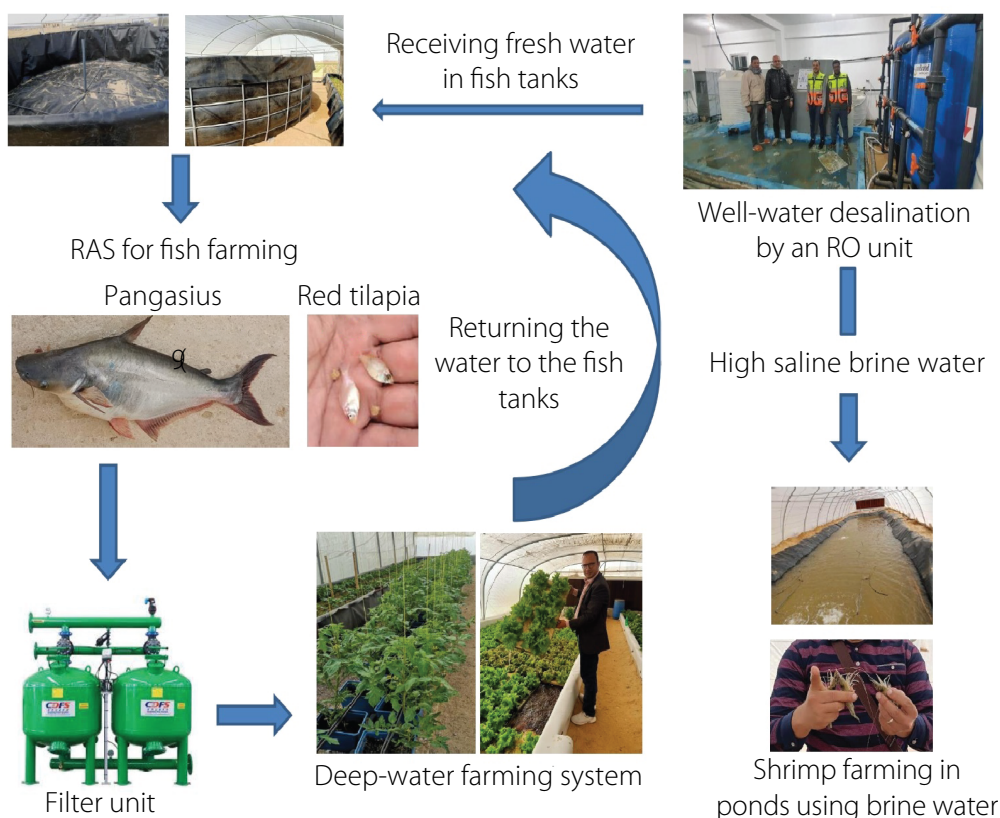 Receiving fresh water
in fish tanks
Well-water desalination
by an RO unit
RAS for fish farming
Pangasius
Red tilapia
Returning the
water to the fish
tanks
High saline brine water
CDFS
Filter unit
Deep-water farming system
Shrimp farming in
ponds using brine water